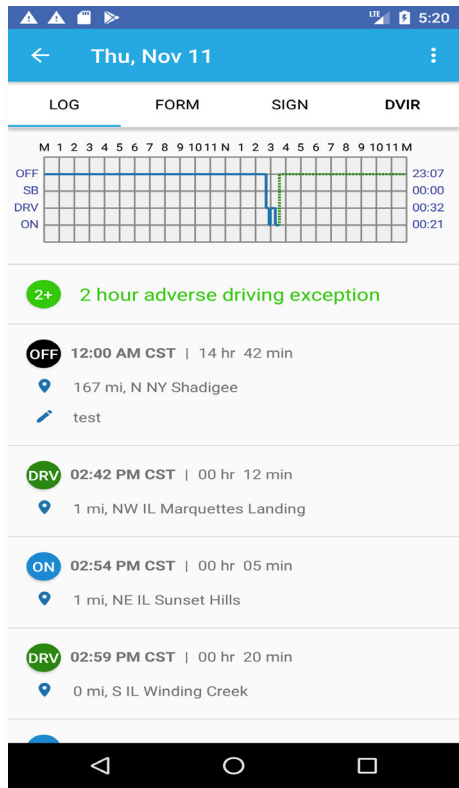 LTE 5:20
Thu, Nov 11
LOG FORM SIGN DVIR
M 1 2 3 4 5 6 7 8 9 10 11 N 1 2 3 4 5 6 7 8 9 10 11 M
OFF 23:07
SB 00:00
DRV 00:32
ON 00:21
2+ 2 hour adverse driving exception
OFF 12:00 AM CST | 14 hr 42 min
167 mi, N NY Shadigee
test
DRV 02:42 PM CST | 00 hr 12 min
1 mi, NW IL Marquettes Landing
ON 02:54 PM CST | 00 hr 05 min
1 mi, NE IL Sunset Hills
DRV 02:59 PM CST | 00 hr 20 min
0 mi, S IL Winding Creek